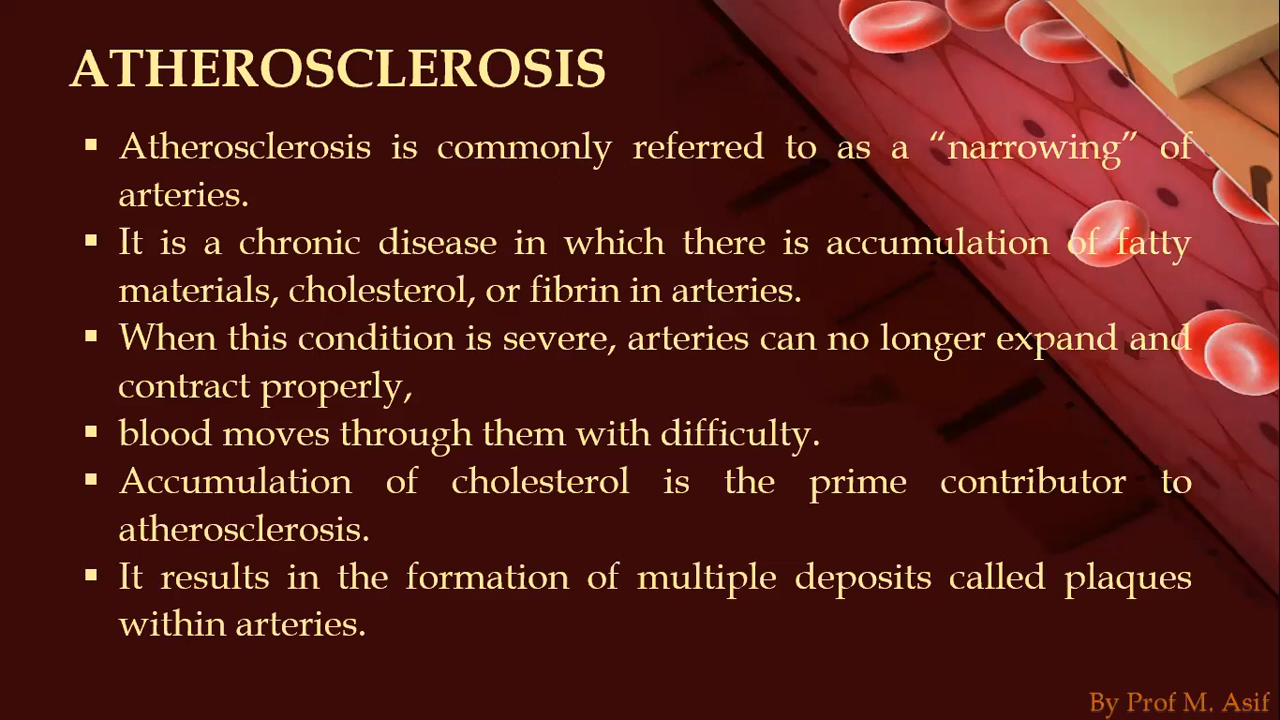 ATHEROSCLEROSIS
▪ Atherosclerosis is commonly referred to as a “narrowing” of
arteries.
▪ It is a chronic disease in which there is accumulation of fatty
materials, cholesterol, or fibrin in arteries.
▪ When this condition is severe, arteries can no longer expand and
contract properly,
▪ blood moves through them with difficulty.
▪ Accumulation of cholesterol is the prime contributor to
atherosclerosis.
▪ It results in the formation of multiple deposits called plaques
within arteries.
By Prof M. Asif